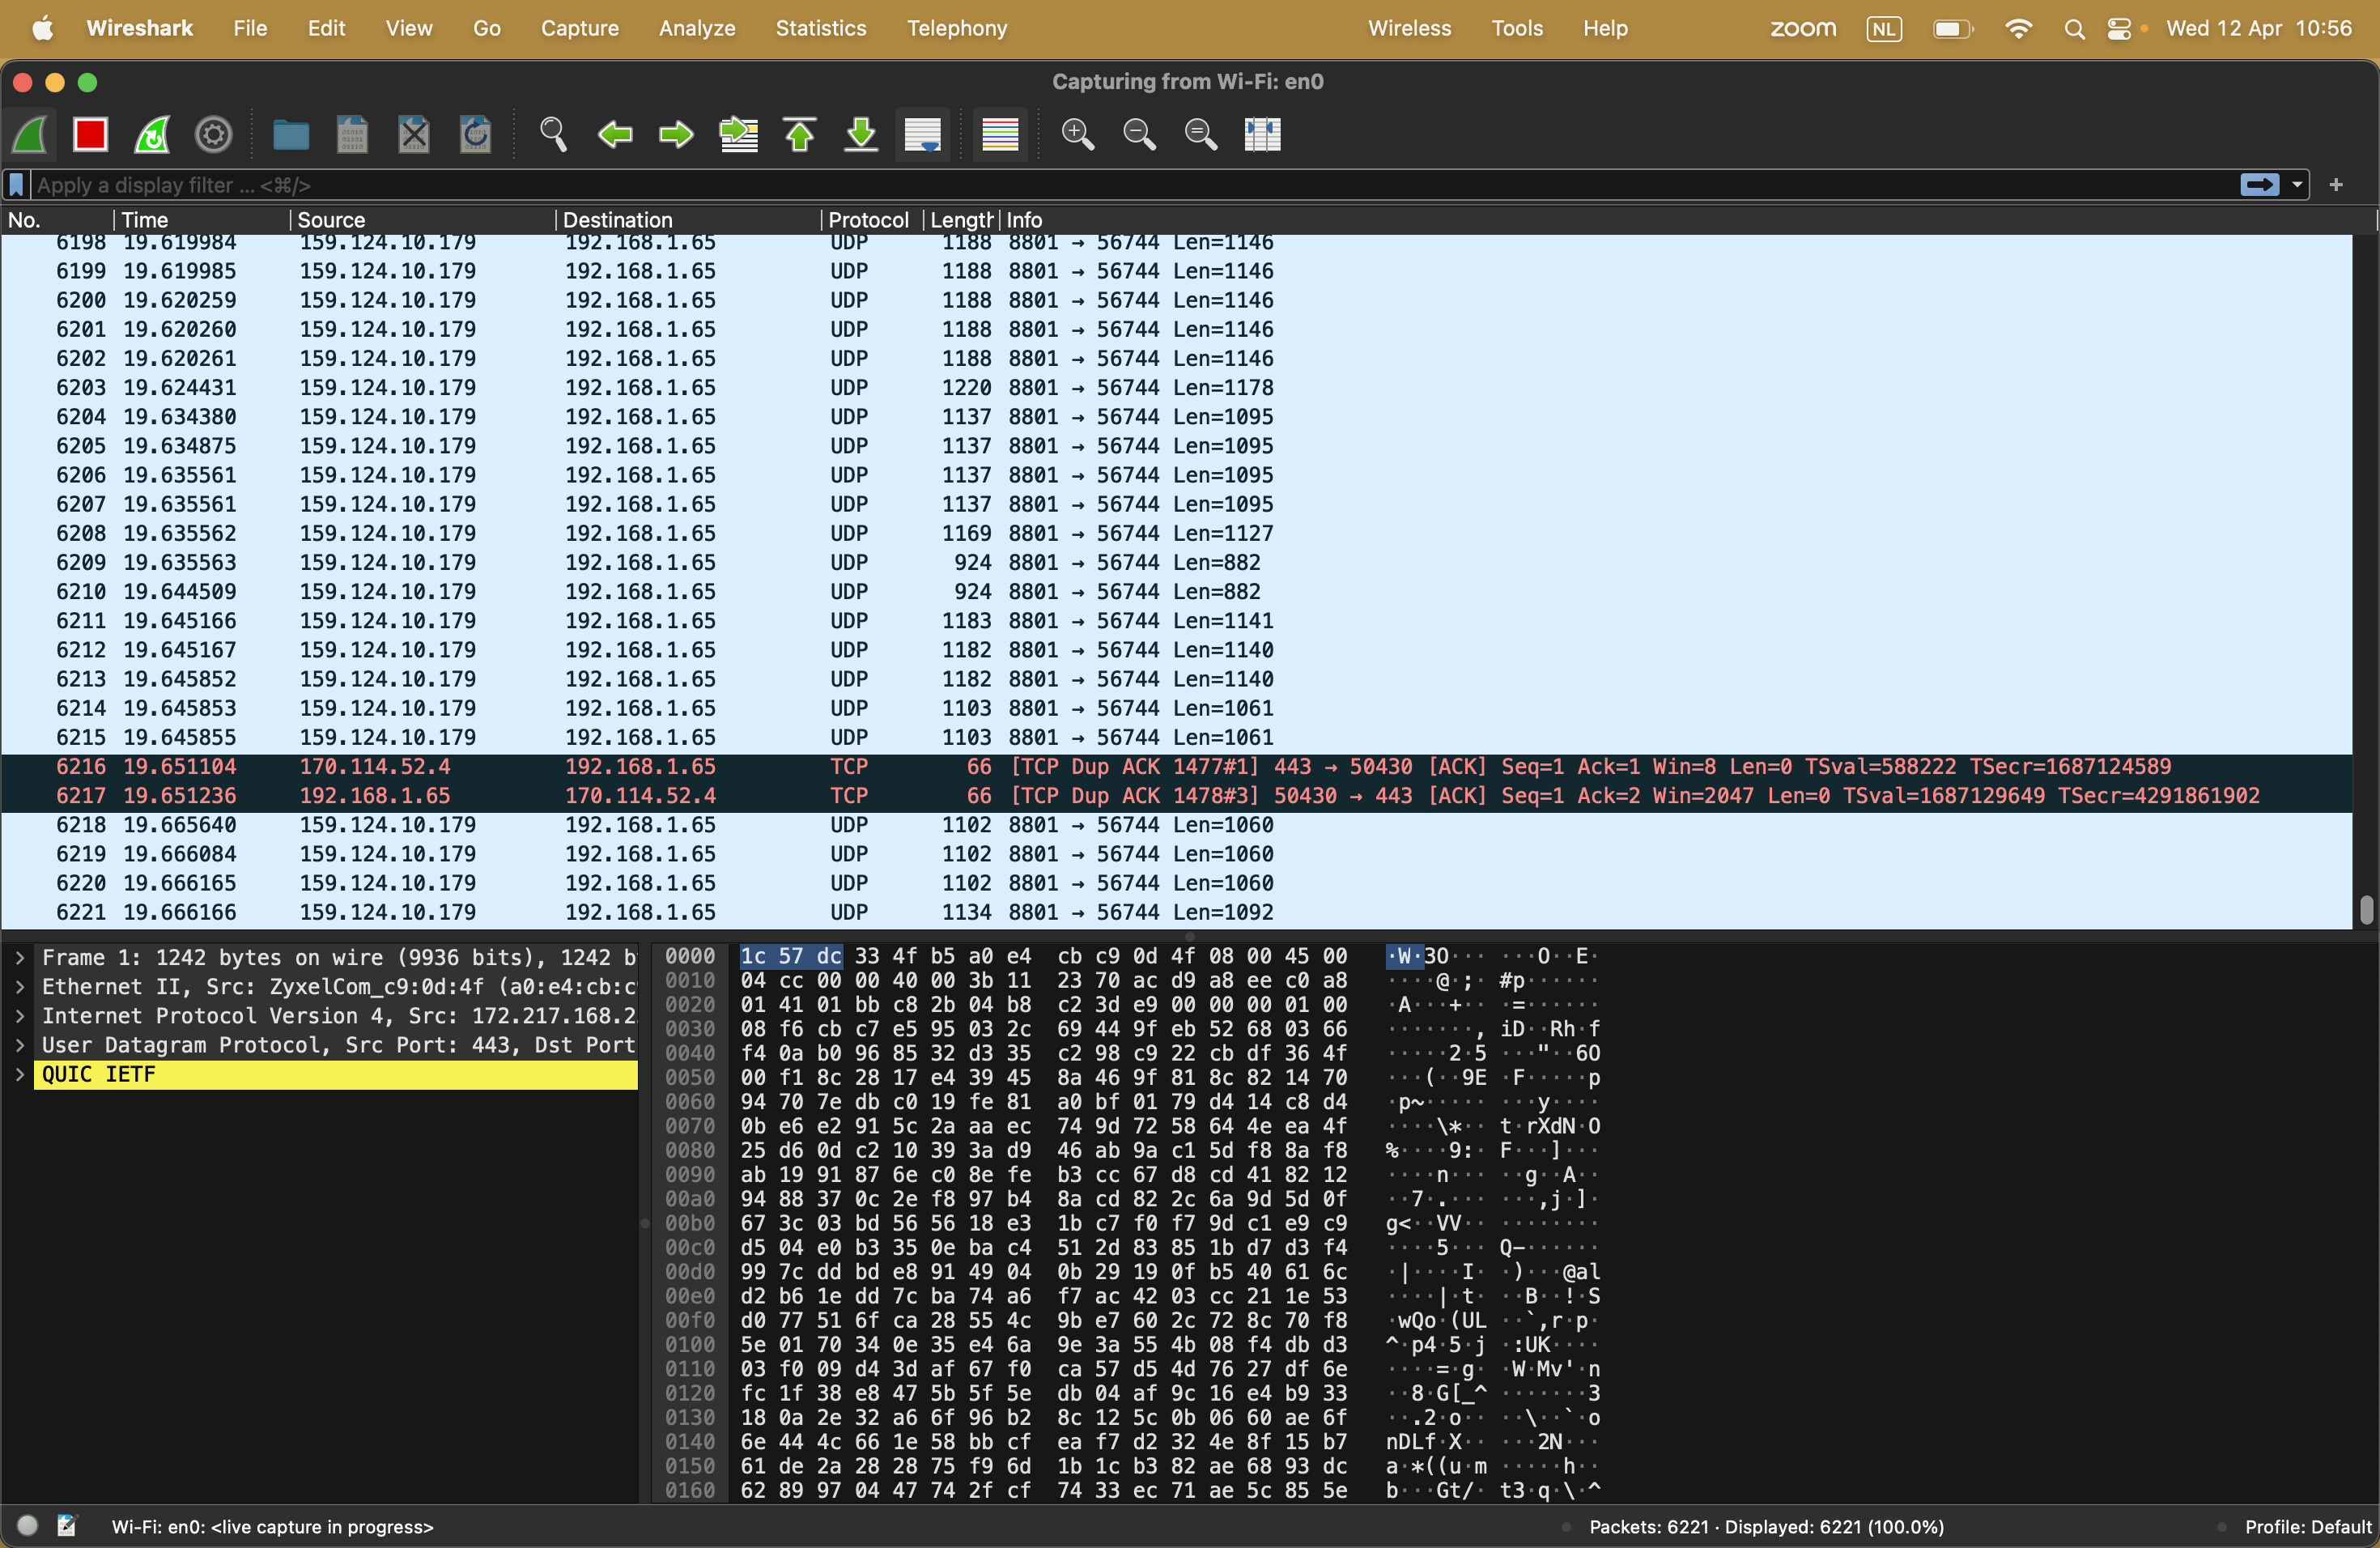 Wireshark File Edit View Go Capture Analyze Statistics Telephony Wireless Tools Help zoom NL Wed 12 Apr 10:56
Capturing from Wi-Fi: en0
Apply a display filter ... <⌘/>
No. Time Source Destination Protocol Length Info
6198 19.619984 159.124.10.179 192.168.1.65 UDP 1188 8801 → 56744 Len=1146
6199 19.619985 159.124.10.179 192.168.1.65 UDP 1188 8801 → 56744 Len=1146
6200 19.620259 159.124.10.179 192.168.1.65 UDP 1188 8801 → 56744 Len=1146
6201 19.620260 159.124.10.179 192.168.1.65 UDP 1188 8801 → 56744 Len=1146
6202 19.620261 159.124.10.179 192.168.1.65 UDP 1188 8801 → 56744 Len=1146
6203 19.624431 159.124.10.179 192.168.1.65 UDP 1220 8801 → 56744 Len=1178
6204 19.634380 159.124.10.179 192.168.1.65 UDP 1137 8801 → 56744 Len=1095
6205 19.634875 159.124.10.179 192.168.1.65 UDP 1137 8801 → 56744 Len=1095
6206 19.635561 159.124.10.179 192.168.1.65 UDP 1137 8801 → 56744 Len=1095
6207 19.635561 159.124.10.179 192.168.1.65 UDP 1137 8801 → 56744 Len=1095
6208 19.635562 159.124.10.179 192.168.1.65 UDP 1169 8801 → 56744 Len=1127
6209 19.635563 159.124.10.179 192.168.1.65 UDP 924 8801 → 56744 Len=882
6210 19.644509 159.124.10.179 192.168.1.65 UDP 924 8801 → 56744 Len=882
6211 19.645166 159.124.10.179 192.168.1.65 UDP 1183 8801 → 56744 Len=1141
6212 19.645167 159.124.10.179 192.168.1.65 UDP 1182 8801 → 56744 Len=1140
6213 19.645852 159.124.10.179 192.168.1.65 UDP 1182 8801 → 56744 Len=1140
6214 19.645853 159.124.10.179 192.168.1.65 UDP 1103 8801 → 56744 Len=1061
6215 19.645855 159.124.10.179 192.168.1.65 UDP 1103 8801 → 56744 Len=1061
6216 19.651104 170.114.52.4 192.168.1.65 TCP 66 [TCP Dup ACK 1477#1] 443 → 50430 [ACK] Seq=1 Ack=1 Win=8 Len=0 TSval=588222 TSecr=1687124589
6217 19.651236 192.168.1.65 170.114.52.4 TCP 66 [TCP Dup ACK 1478#3] 50430 → 443 [ACK] Seq=1 Ack=2 Win=2047 Len=0 TSval=1687129649 TSecr=4291861902
6218 19.665640 159.124.10.179 192.168.1.65 UDP 1102 8801 → 56744 Len=1060
6219 19.666084 159.124.10.179 192.168.1.65 UDP 1102 8801 → 56744 Len=1060
6220 19.666165 159.124.10.179 192.168.1.65 UDP 1102 8801 → 56744 Len=1060
6221 19.666166 159.124.10.179 192.168.1.65 UDP 1134 8801 → 56744 Len=1092
Frame 1: 1242 bytes on wire (9936 bits), 1242 b
Ethernet II, Src: ZyxelCom_c9:0d:4f (a0:e4:cb:c
Internet Protocol Version 4, Src: 172.217.168.2
User Datagram Protocol, Src Port: 443, Dst Port
QUIC IETF
0000 1c 57 dc 33 4f b5 a0 e4 cb c9 0d 4f 08 00 45 00 ·W·3O··· ···O··E·
0010 04 cc 00 00 40 00 3b 11 23 70 ac d9 a8 ee c0 a8 ····@·;· #p······
0020 01 41 01 bb c8 2b 04 b8 c2 3d e9 00 00 00 01 00 ·A···+·· ·=······
0030 08 f6 cb c7 e5 95 03 2c 69 44 9f eb 52 68 03 66 ·······, iD··Rh·f
0040 f4 0a b0 96 85 32 d3 35 c2 98 c9 22 cb df 36 4f ·····2·5 ···"··6O
0050 00 f1 8c 28 17 e4 39 45 8a 46 9f 81 8c 82 14 70 ···(··9E ·F·····p
0060 94 70 7e db c0 19 fe 81 a0 bf 01 79 d4 14 c8 d4 ·p~····· ···y····
0070 0b e6 e2 91 5c 2a aa ec 74 9d 72 58 64 4e ea 4f ····\*·· t·rXdN·O
0080 25 d6 0d c2 10 39 3a d9 46 ab 9a c1 5d f8 8a f8 %····9:· F···]···
0090 ab 19 91 87 6e c0 8e fe b3 cc 67 d8 cd 41 82 12 ····n··· ··g··A··
00a0 94 88 37 0c 2e f8 97 b4 8a cd 82 2c 6a 9d 5d 0f ··7·.··· ···,j·]·
00b0 67 3c 03 bd 56 56 18 e3 1b c7 f0 f7 9d c1 e9 c9 g<··VV·· ········
00c0 d5 04 e0 b3 35 0e ba c4 51 2d 83 85 1b d7 d3 f4 ····5··· Q-······
00d0 99 7c dd bd e8 91 49 04 0b 29 19 0f b5 40 61 6c ·|····I· ·)···@al
00e0 d2 b6 1e dd 7c ba 74 a6 f7 ac 42 03 cc 21 1e 53 ····|·t· ··B··!·S
00f0 d0 77 51 6f ca 28 55 4c 9b e7 60 2c 72 8c 70 f8 ·wQo·(UL ··`,r·p·
0100 5e 01 70 34 0e 35 e4 6a 9e 3a 55 4b 08 f4 db d3 ^·p4·5·j ·:UK····
0110 03 f0 09 d4 3d af 67 f0 ca 57 d5 4d 76 27 df 6e ····=·g· ·W·Mv'·n
0120 fc 1f 38 e8 47 5b 5f 5e db 04 af 9c 16 e4 b9 33 ··8·G[_^ ·······3
0130 18 0a 2e 32 a6 6f 96 b2 8c 12 5c 0b 06 60 ae 6f ··.2·o·· ··\··`·o
0140 6e 44 4c 66 1e 58 bb cf ea f7 d2 32 4e 8f 15 b7 nDLf·X·· ···2N···
0150 61 de 2a 28 28 75 f9 6d 1b 1c b3 82 ae 68 93 dc a·*((u·m ·····h··
0160 62 89 97 04 47 74 2f cf 74 33 ec 71 ae 5c 85 5e b···Gt/· t3·q·\·^
Wi-Fi: en0: <live capture in progress> Packets: 6221 · Displayed: 6221 (100.0%) Profile: Default